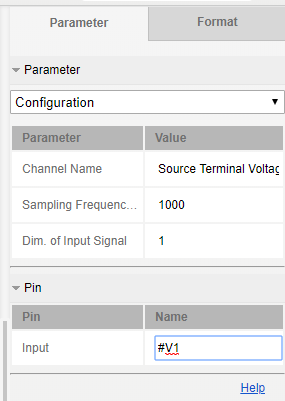 Parameter Format
Parameter
Configuration
Parameter Value
Channel Name Source Terminal Voltag
Sampling Frequenc... 1000
Dim. of Input Signal 1
Pin
Pin Name
Input #V1
Help